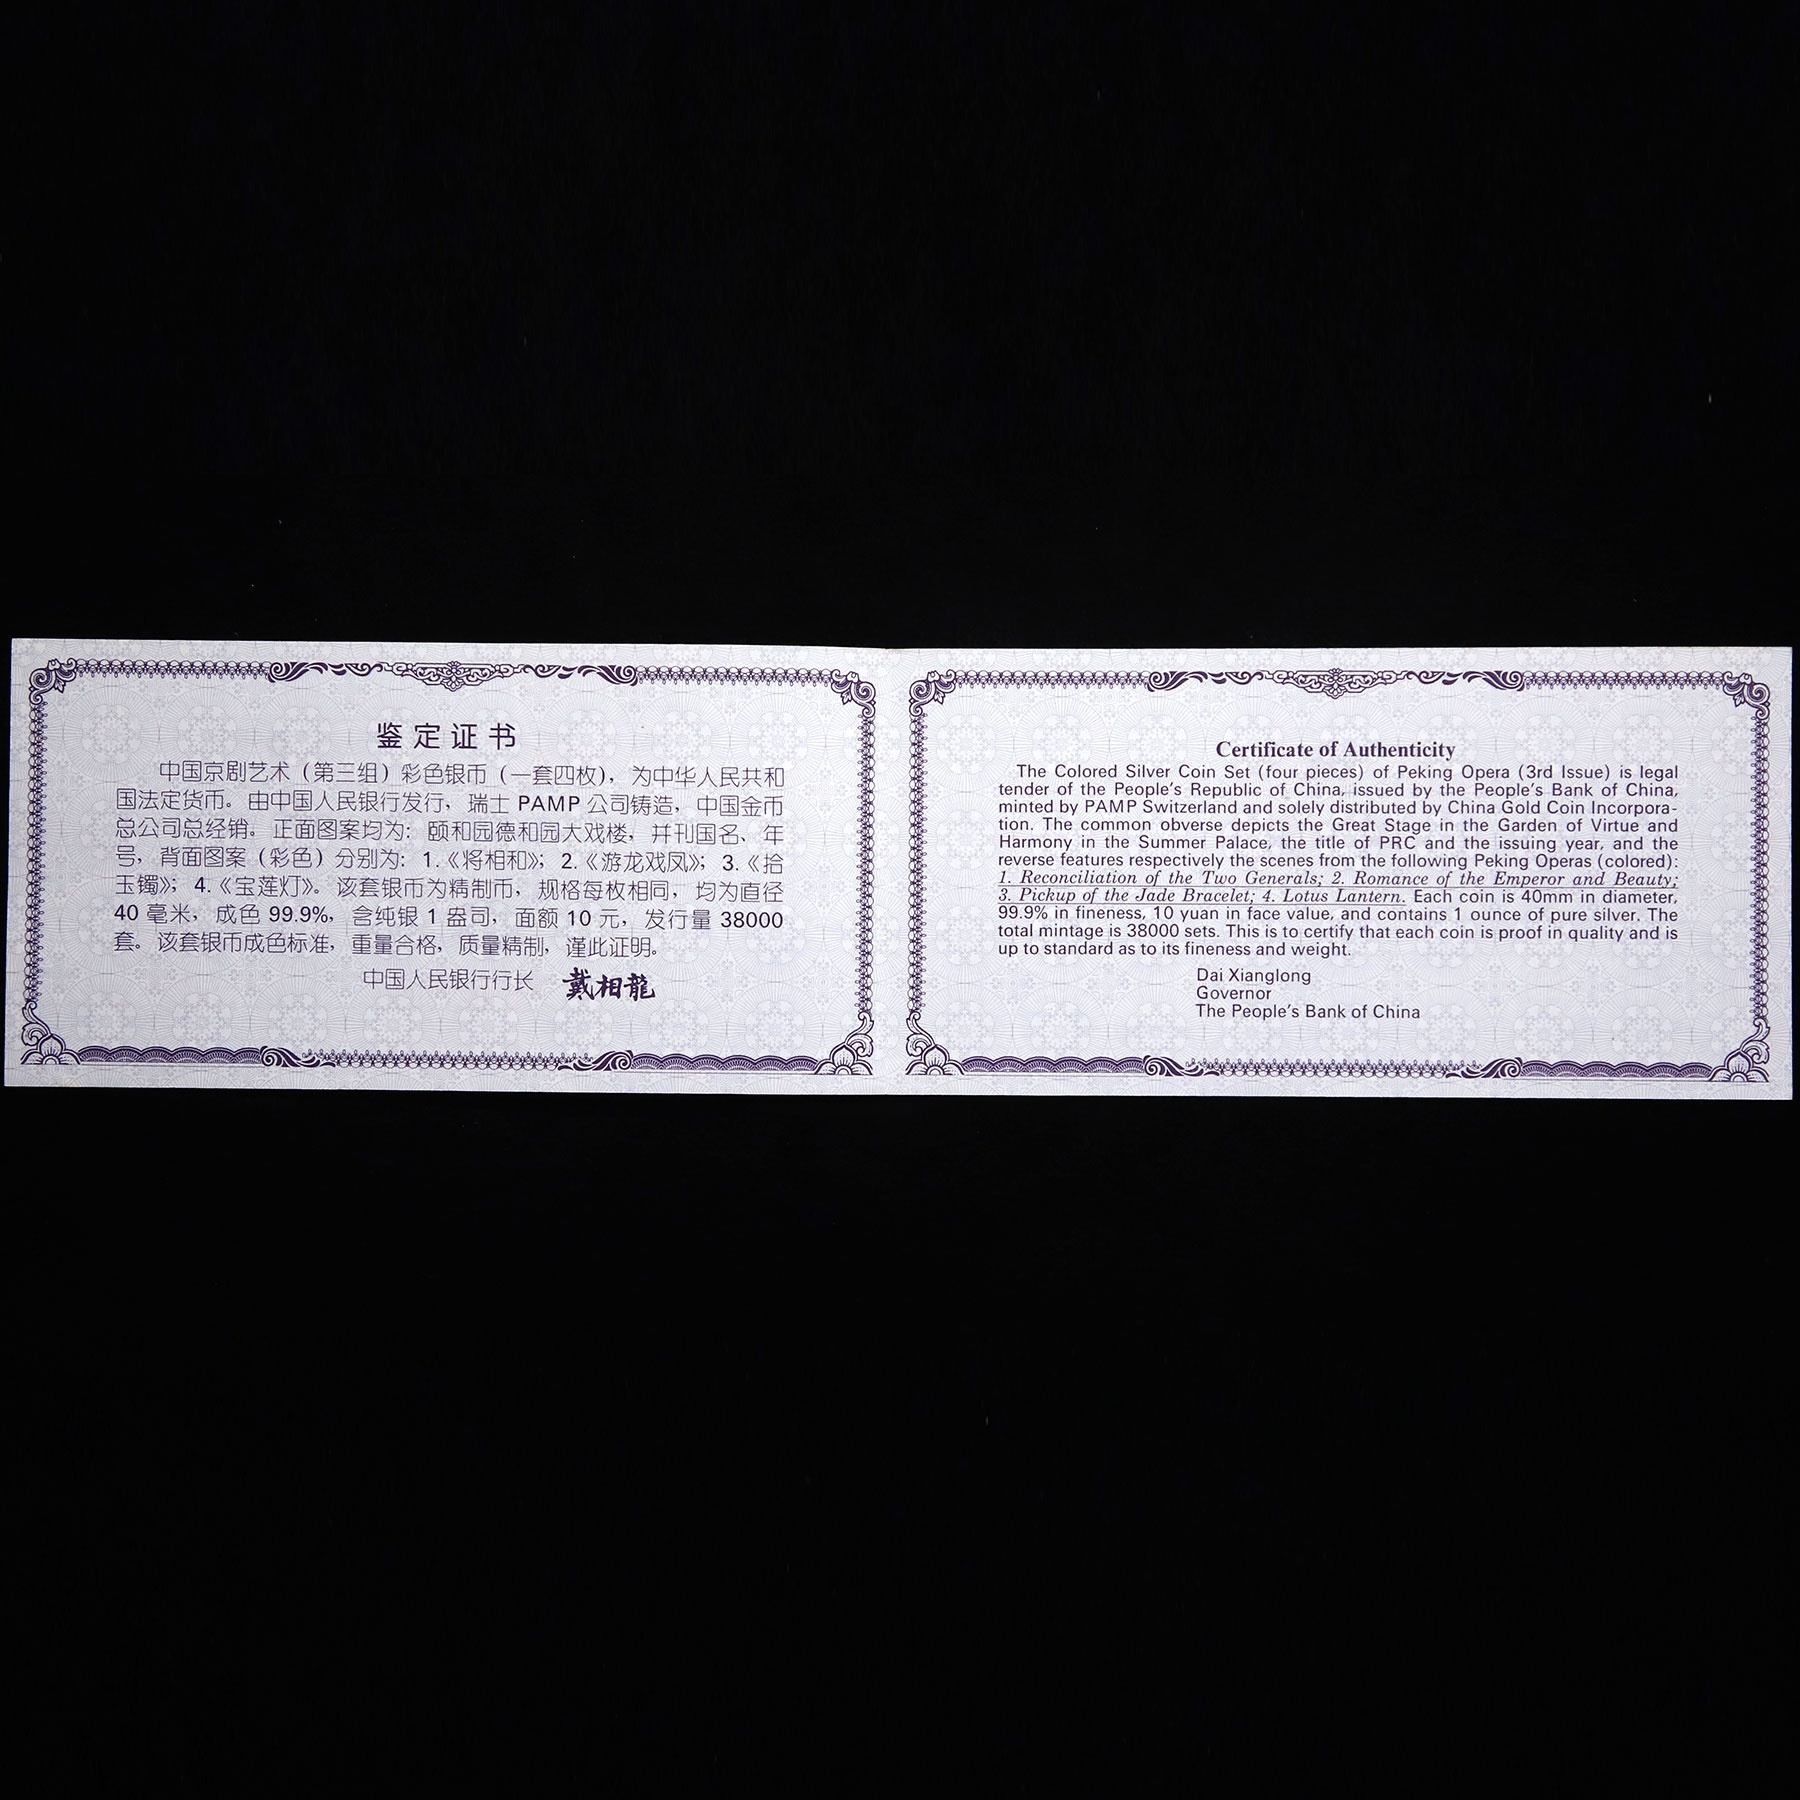 鉴定证书
中国京剧艺术（第三组）彩色银币（一套四枚），为中华人民共和
国法定货币。由中国人民银行发行，瑞士 PAMP 公司铸造，中国金币
总公司总经销。正面图案均为：颐和园德和园大戏楼，并刊国名、年
号，背面图案（彩色）分别为：1.《将相和》；2.《游龙戏凤》；3.《拾
玉镯》；4.《宝莲灯》。该套银币为精制币，规格每枚相同，均为直径
40 毫米，成色 99.9%，含纯银 1 盎司，面额 10 元，发行量 38000
套。该套银币成色标准，重量合格，质量精制，谨此证明。
中国人民银行行长 戴相龍
Certificate of Authenticity
The Colored Silver Coin Set (four pieces) of Peking Opera (3rd Issue) is legal
tender of the People's Republic of China, issued by the People's Bank of China,
minted by PAMP Switzerland and solely distributed by China Gold Coin Incorpora-
tion. The common obverse depicts the Great Stage in the Garden of Virtue and
Harmony in the Summer Palace, the title of PRC and the issuing year, and the
reverse features respectively the scenes from the following Peking Operas (colored):
1. Reconciliation of the Two Generals; 2. Romance of the Emperor and Beauty;
3. Pickup of the Jade Bracelet; 4. Lotus Lantern. Each coin is 40mm in diameter,
99.9% in fineness, 10 yuan in face value, and contains 1 ounce of pure silver. The
total mintage is 38000 sets. This is to certify that each coin is proof in quality and is
up to standard as to its fineness and weight.
Dai Xianglong
Governor
The People's Bank of China